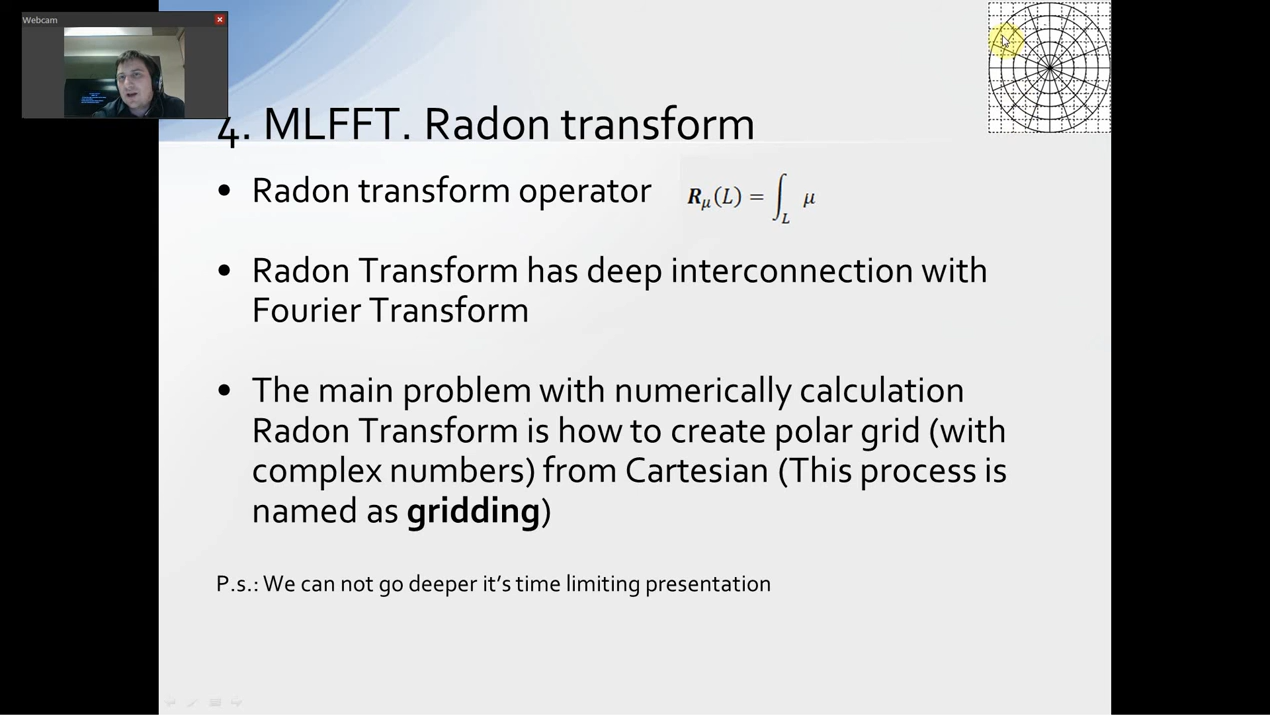 Webcam
4. MLFFT. Radon transform
• Radon transform operator R_μ(L) = ∫_L μ
• Radon Transform has deep interconnection with
Fourier Transform
• The main problem with numerically calculation
Radon Transform is how to create polar grid (with
complex numbers) from Cartesian (This process is
named as gridding)
P.s.: We can not go deeper it's time limiting presentation